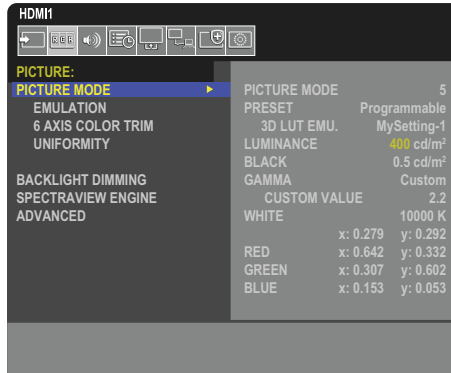 HDMI1
PICTURE:
PICTURE MODE
EMULATION
6 AXIS COLOR TRIM
UNIFORMITY
BACKLIGHT DIMMING
SPECTRAVIEW ENGINE
ADVANCED
PICTURE MODE 5
PRESET Programmable
3D LUT EMU. MySetting-1
LUMINANCE 400 cd/m²
BLACK 0.5 cd/m²
GAMMA Custom
CUSTOM VALUE 2.2
WHITE 10000 K
x: 0.279 y: 0.292
RED x: 0.642 y: 0.332
GREEN x: 0.307 y: 0.602
BLUE x: 0.153 y: 0.053